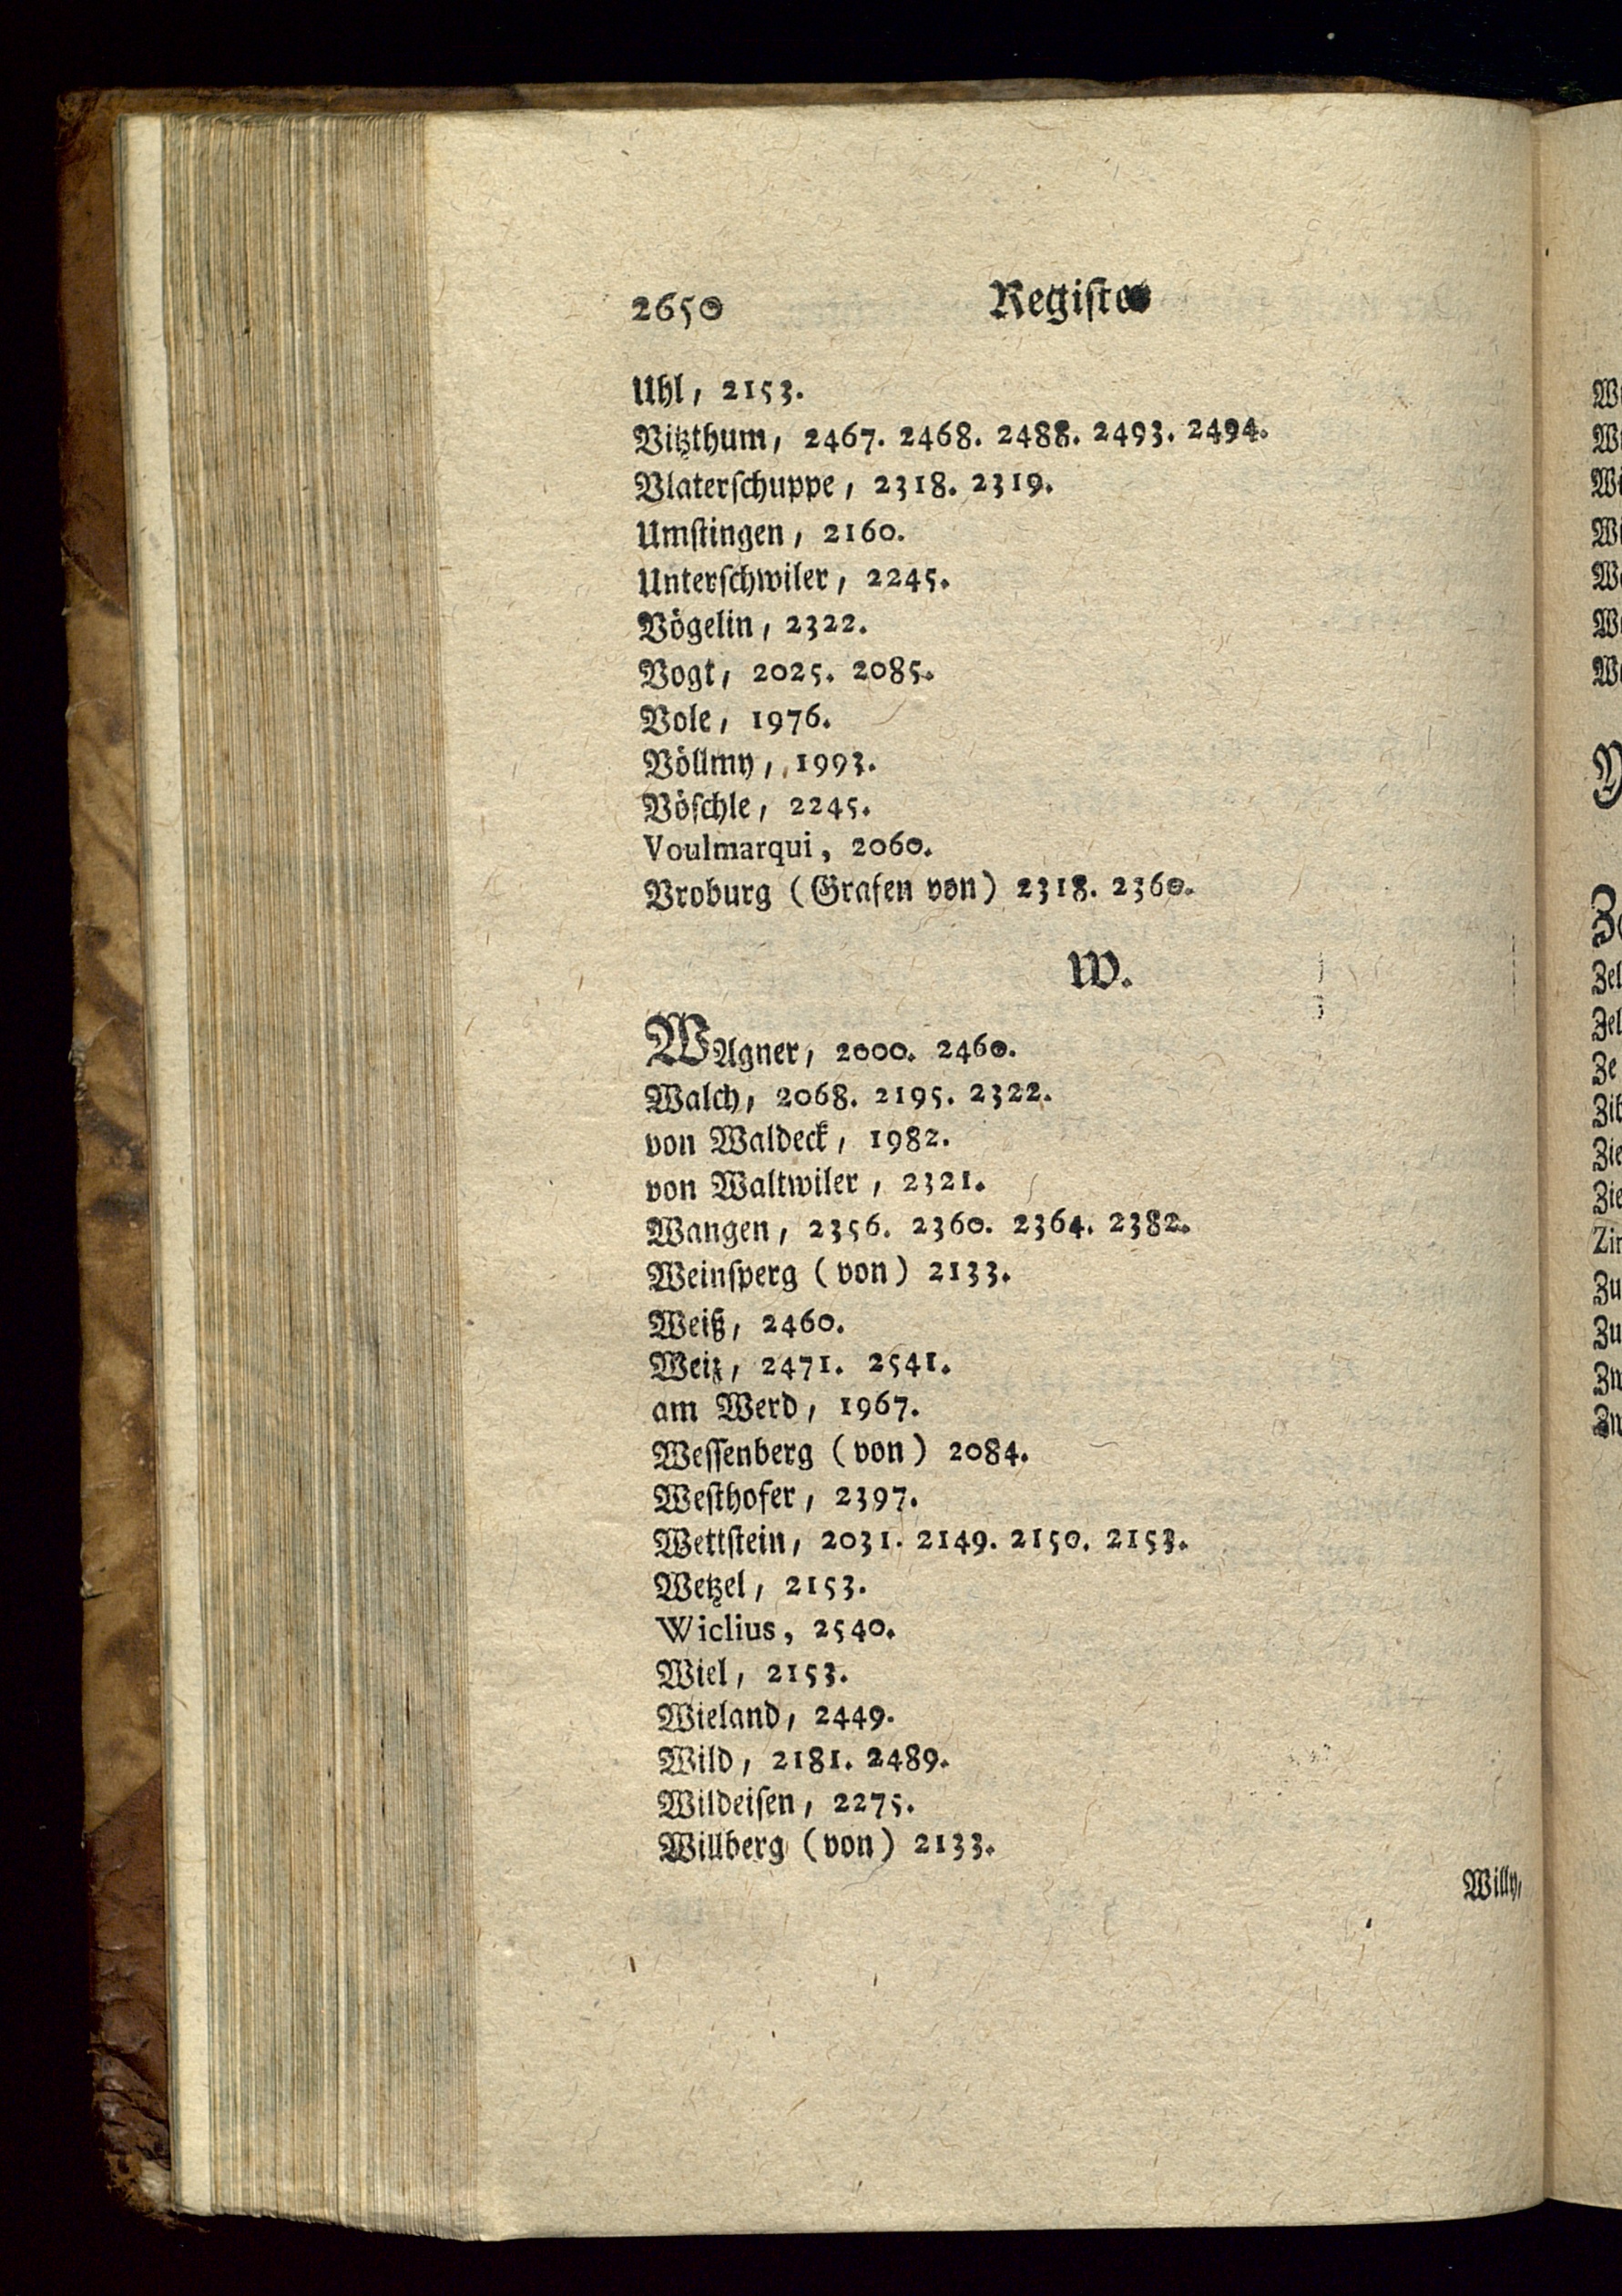 2650 Register
Uhl, 2153.
Vitzthum, 2467. 2468. 2488. 2493. 2494.
Vlaterſchuppe, 2318. 2319.
Umſtingen, 2160.
Unterſchwiler, 2245.
Vögelin, 2322.
Vogt, 2025. 2085.
Vole, 1976.
Völlmy, 1993.
Vöſchle, 2245.
Voulmarqui, 2060.
Vroburg (Grafen von) 2318. 2360.
W.
WAgner, 2000. 2460.
Walch, 2068. 2195. 2322.
von Waldeck, 1982.
von Waltwiler, 2321.
Wangen, 2356. 2360. 2364. 2382.
Weinſperg (von) 2133.
Weiß, 2460.
Weiz, 2471. 2541.
am Werd, 1967.
Weſſenberg (von) 2084.
Weſthofer, 2397.
Wettſtein, 2031. 2149. 2150. 2153.
Wetzel, 2153.
Wiclius, 2540.
Wiel, 2153.
Wieland, 2449.
Wild, 2181. 2489.
Wildeiſen, 2275.
Willberg (von) 2133.
Willy,